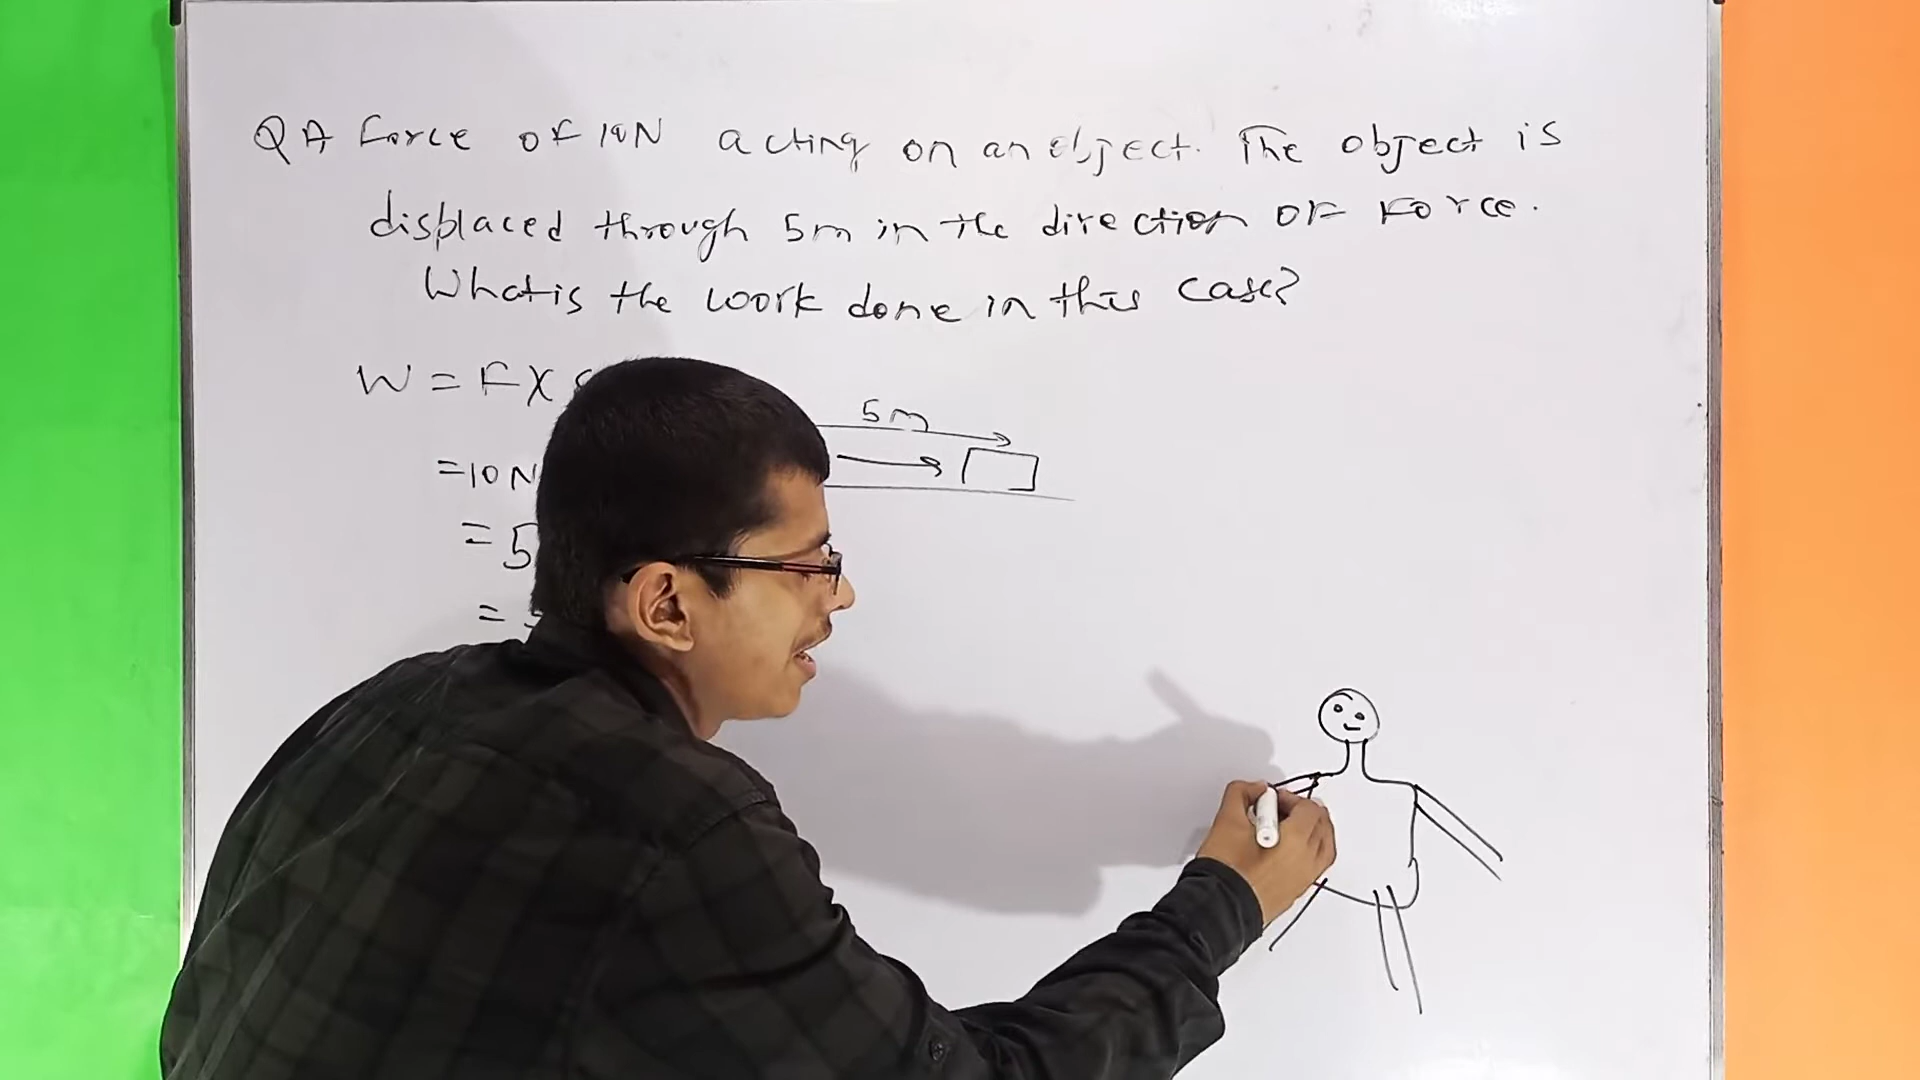 Q A Force of 10N acting on an object. The object is
displaced through 5m in the direction of Force.
What is the work done in this case?
W = F X
5m
=10N
= 5
=